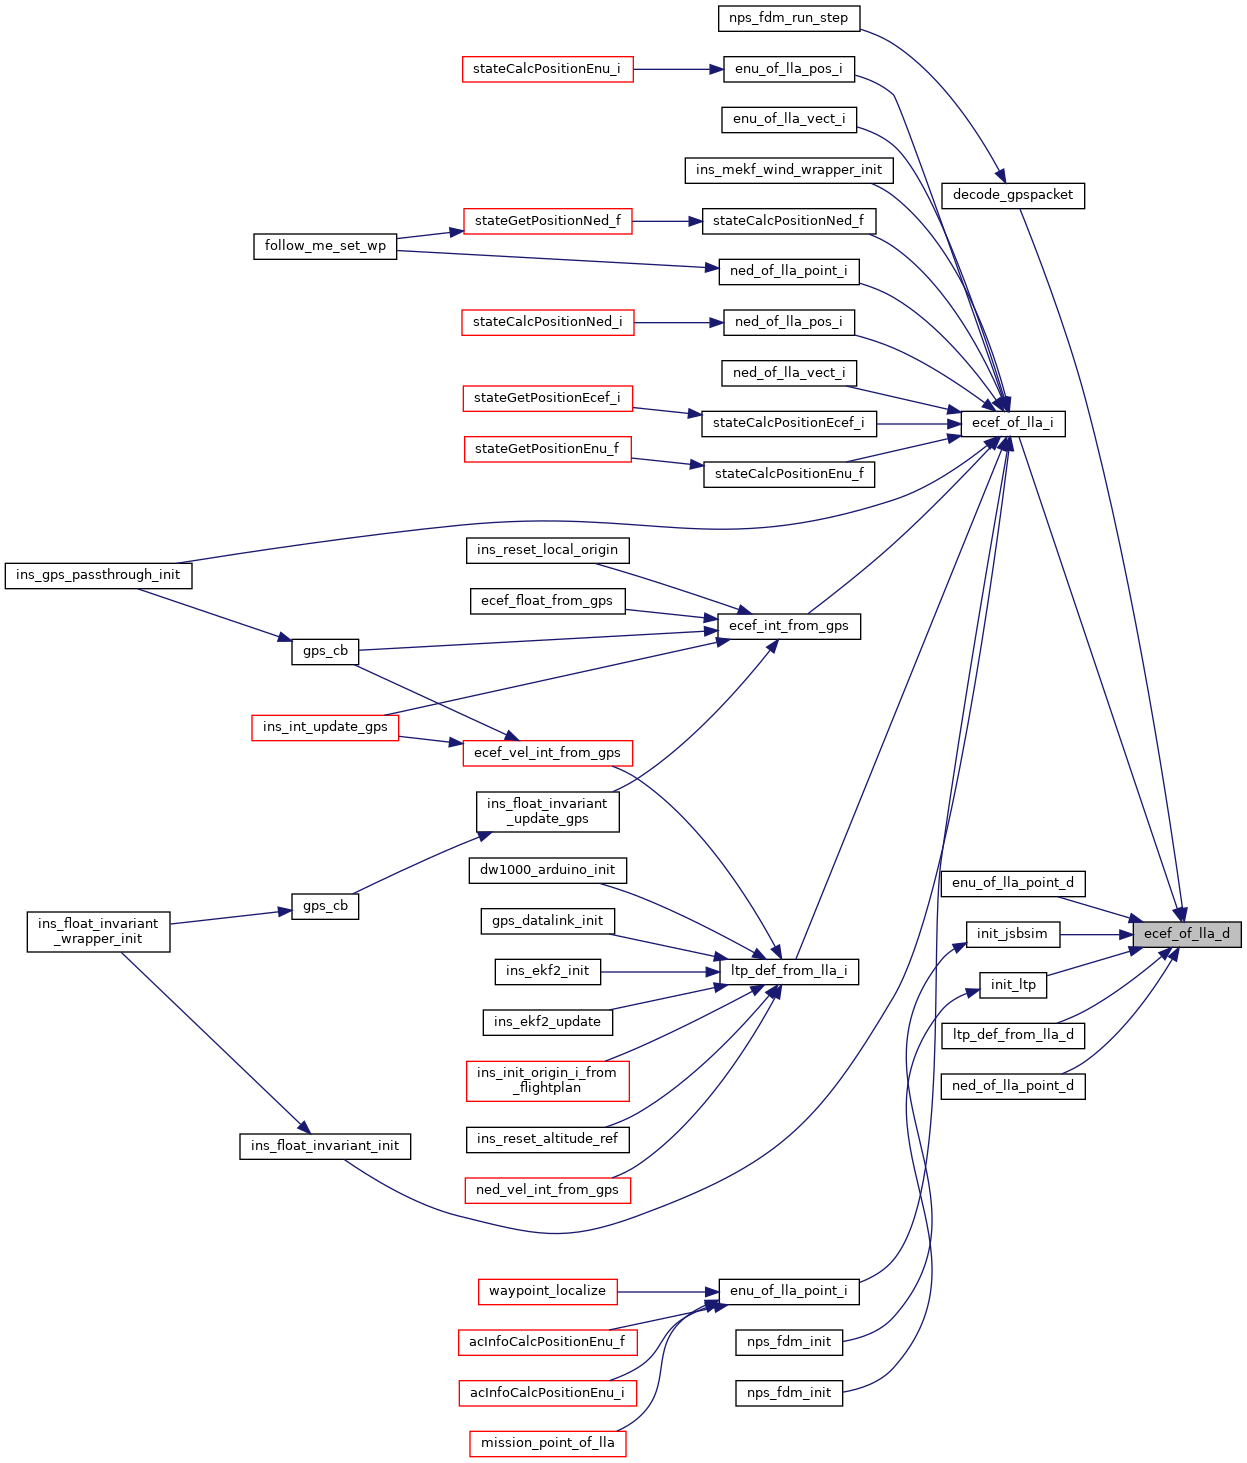 nps_fdm_run_step
stateCalcPositionEnu_i
enu_of_lla_pos_i
enu_of_lla_vect_i
ins_mekf_wind_wrapper_init
decode_gpspacket
stateGetPositionNed_f
stateCalcPositionNed_f
follow_me_set_wp
ned_of_lla_point_i
stateCalcPositionNed_i
ned_of_lla_pos_i
ned_of_lla_vect_i
stateGetPositionEcef_i
stateCalcPositionEcef_i
ecef_of_lla_i
stateGetPositionEnu_f
stateCalcPositionEnu_f
ins_reset_local_origin
ins_gps_passthrough_init
ecef_float_from_gps
ecef_int_from_gps
gps_cb
ins_int_update_gps
ecef_vel_int_from_gps
ins_float_invariant
_update_gps
dw1000_arduino_init
enu_of_lla_point_d
gps_cb
gps_datalink_init
ins_float_invariant
_wrapper_init
init_jsbsim
ecef_of_lla_d
ins_ekf2_init
ltp_def_from_lla_i
init_ltp
ins_ekf2_update
ltp_def_from_lla_d
ins_init_origin_i_from
_flightplan
ned_of_lla_point_d
ins_reset_altitude_ref
ins_float_invariant_init
ned_vel_int_from_gps
waypoint_localize
enu_of_lla_point_i
acInfoCalcPositionEnu_f
nps_fdm_init
acInfoCalcPositionEnu_i
nps_fdm_init
mission_point_of_lla